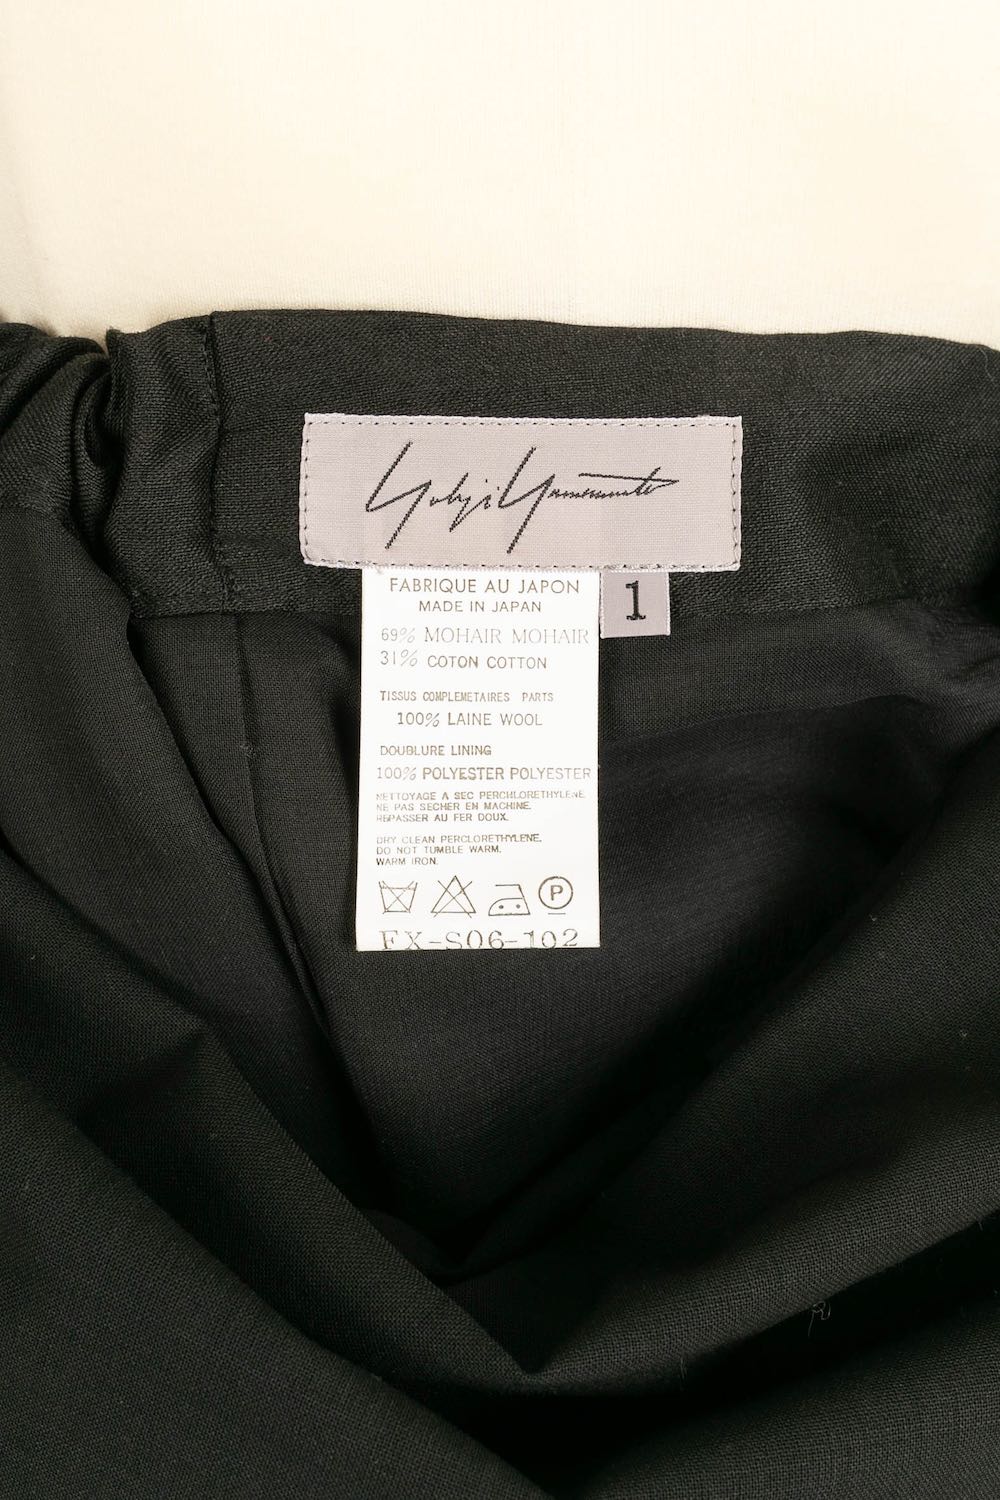 Yohji Yamamoto
FABRIQUE AU JAPON
MADE IN JAPAN
1
69% MOHAIR MOHAIR
31% COTON COTTON
TISSUS COMPLEMETAIRES PARTS
100% LAINE WOOL
DOUBLURE LINING
100% POLYESTER POLYESTER
NETTOYAGE A SEC PERCHLORETHYLENE
NE PAS SECHER EN MACHINE.
REPASSER AU FER DOUX.
DRY CLEAN PERCLORETHYLENE.
DO NOT TUMBLE WARM.
WARM IRON.
P
FX-S06-102